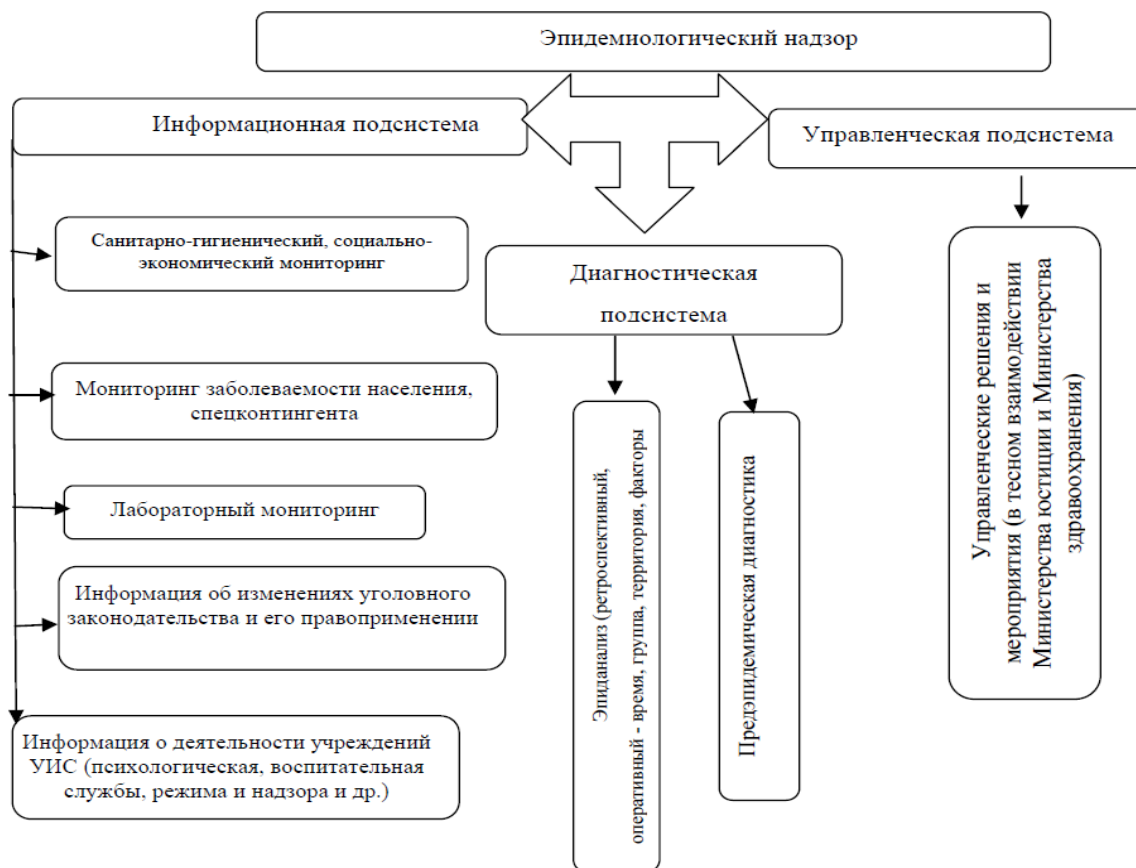 Эпидемиологический надзор
Информационная подсистема
Управленческая подсистема
Санитарно-гигиенический, социально-
экономический мониторинг
Диагностическая
подсистема
Мониторинг заболеваемости населения,
спецконтингента
Лабораторный мониторинг
Информация об изменениях уголовного
законодательства и его правоприменении
Информация о деятельности учреждений
УИС (психологическая, воспитательная
службы, режима и надзора и др.)
Эпиданализ (ретроспективный,
оперативный - время, группа, территория, факторы
Предэпидемическая диагностика
Управленческие решения и
мероприятия (в тесном взаимодействии
Министерства юстиции и Министерства
здравоохранения)